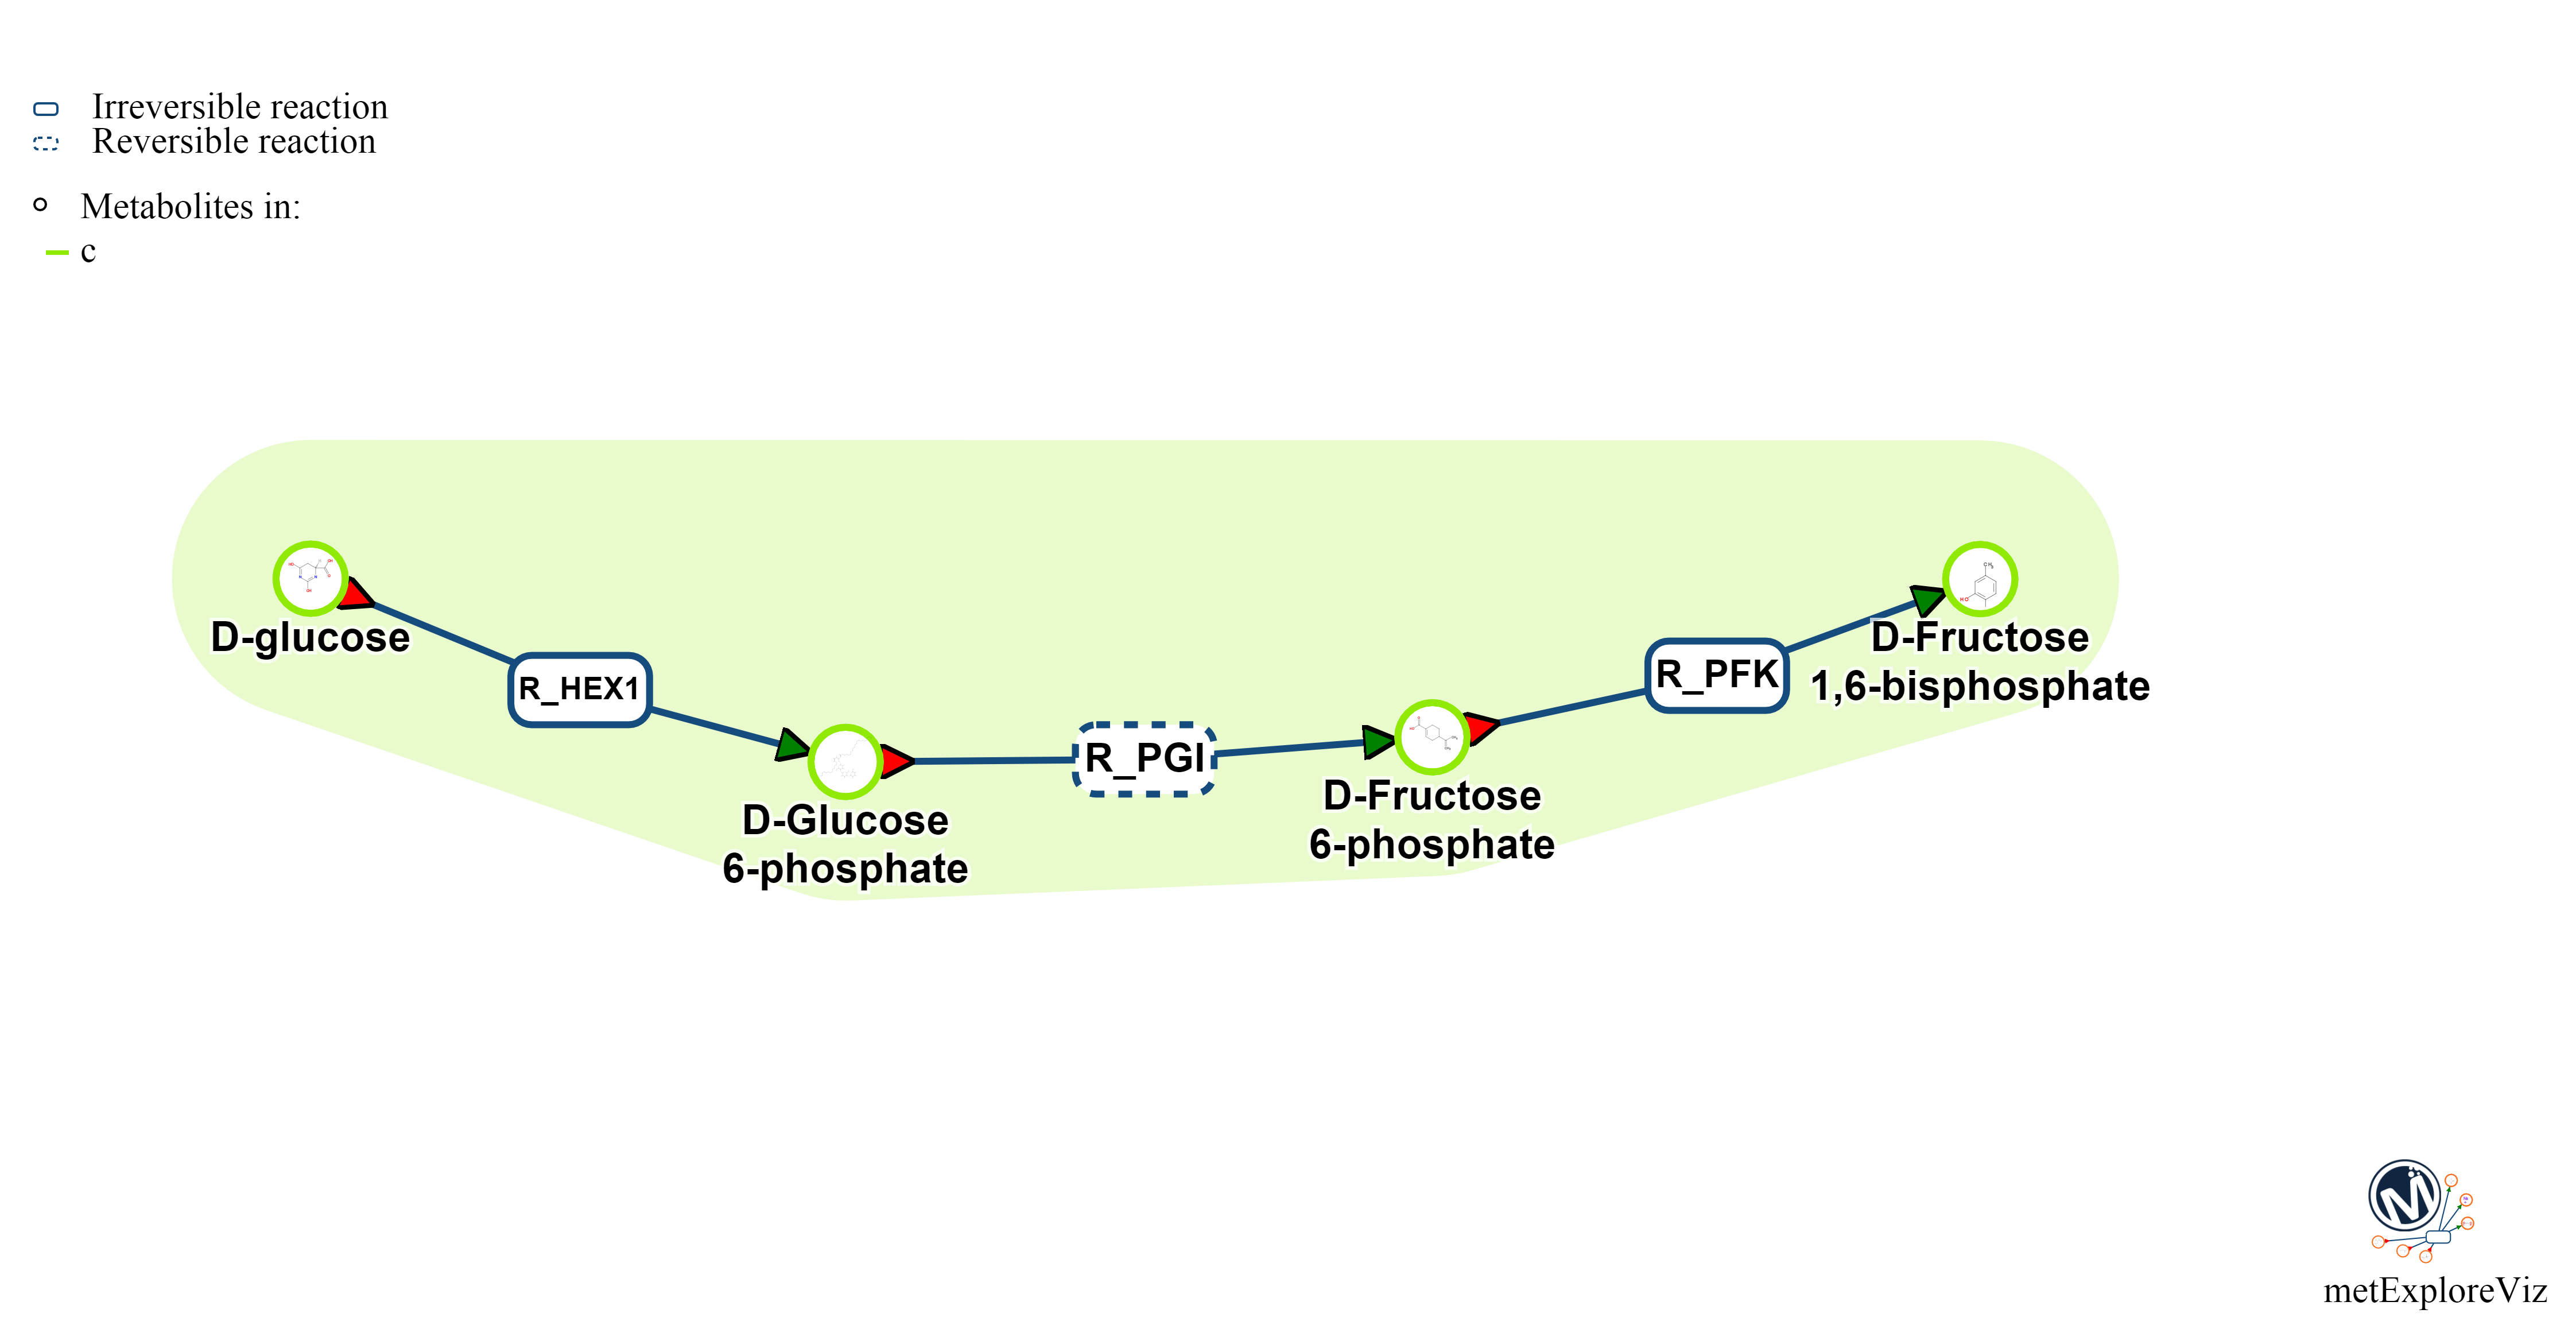 Irreversible reaction
Reversible reaction
Metabolites in:
c
D-glucose
R_HEX1
D-Glucose
6-phosphate
R_PGI
D-Fructose
6-phosphate
R_PFK
D-Fructose
1,6-bisphosphate
M
metExploreViz